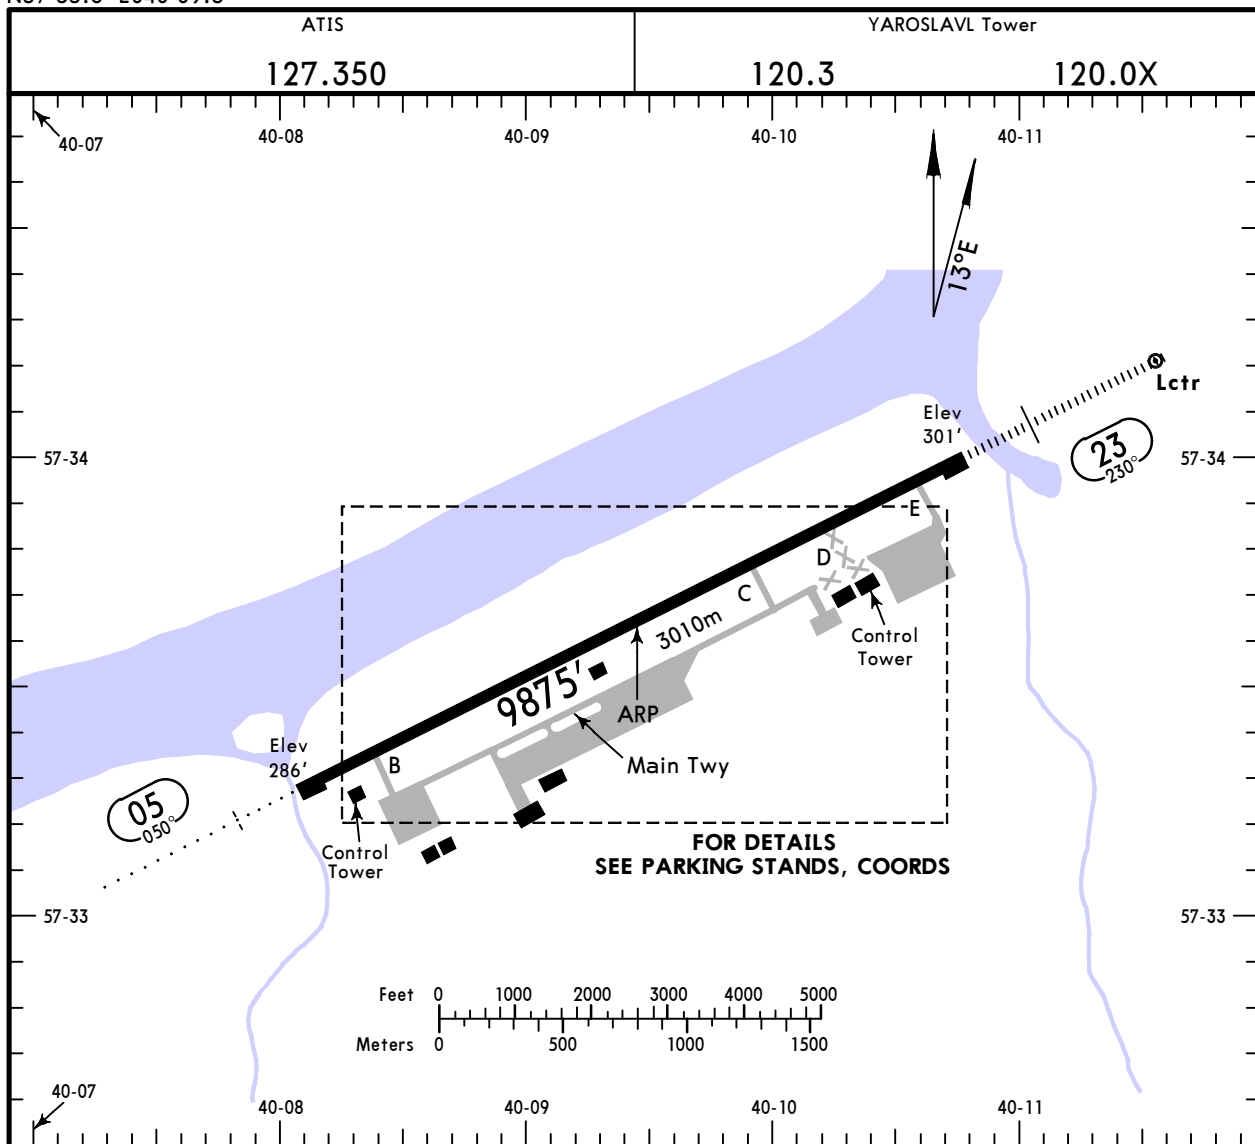 ATIS
YAROSLAVL Tower
127.350
120.3
120.0X
40-07
40-08
40-09
40-10
40-11
13°E
Lctr
Elev
301'
23
230°
57-34
57-34
E
D
C
3010m
Control
Tower
9875'
ARP
Elev
286'
B
Main Twy
05
050°
Control
Tower
FOR DETAILS
SEE PARKING STANDS, COORDS
57-33
57-33
Feet 0 1000 2000 3000 4000 5000
Meters 0 500 1000 1500
40-07
40-08
40-09
40-10
40-11